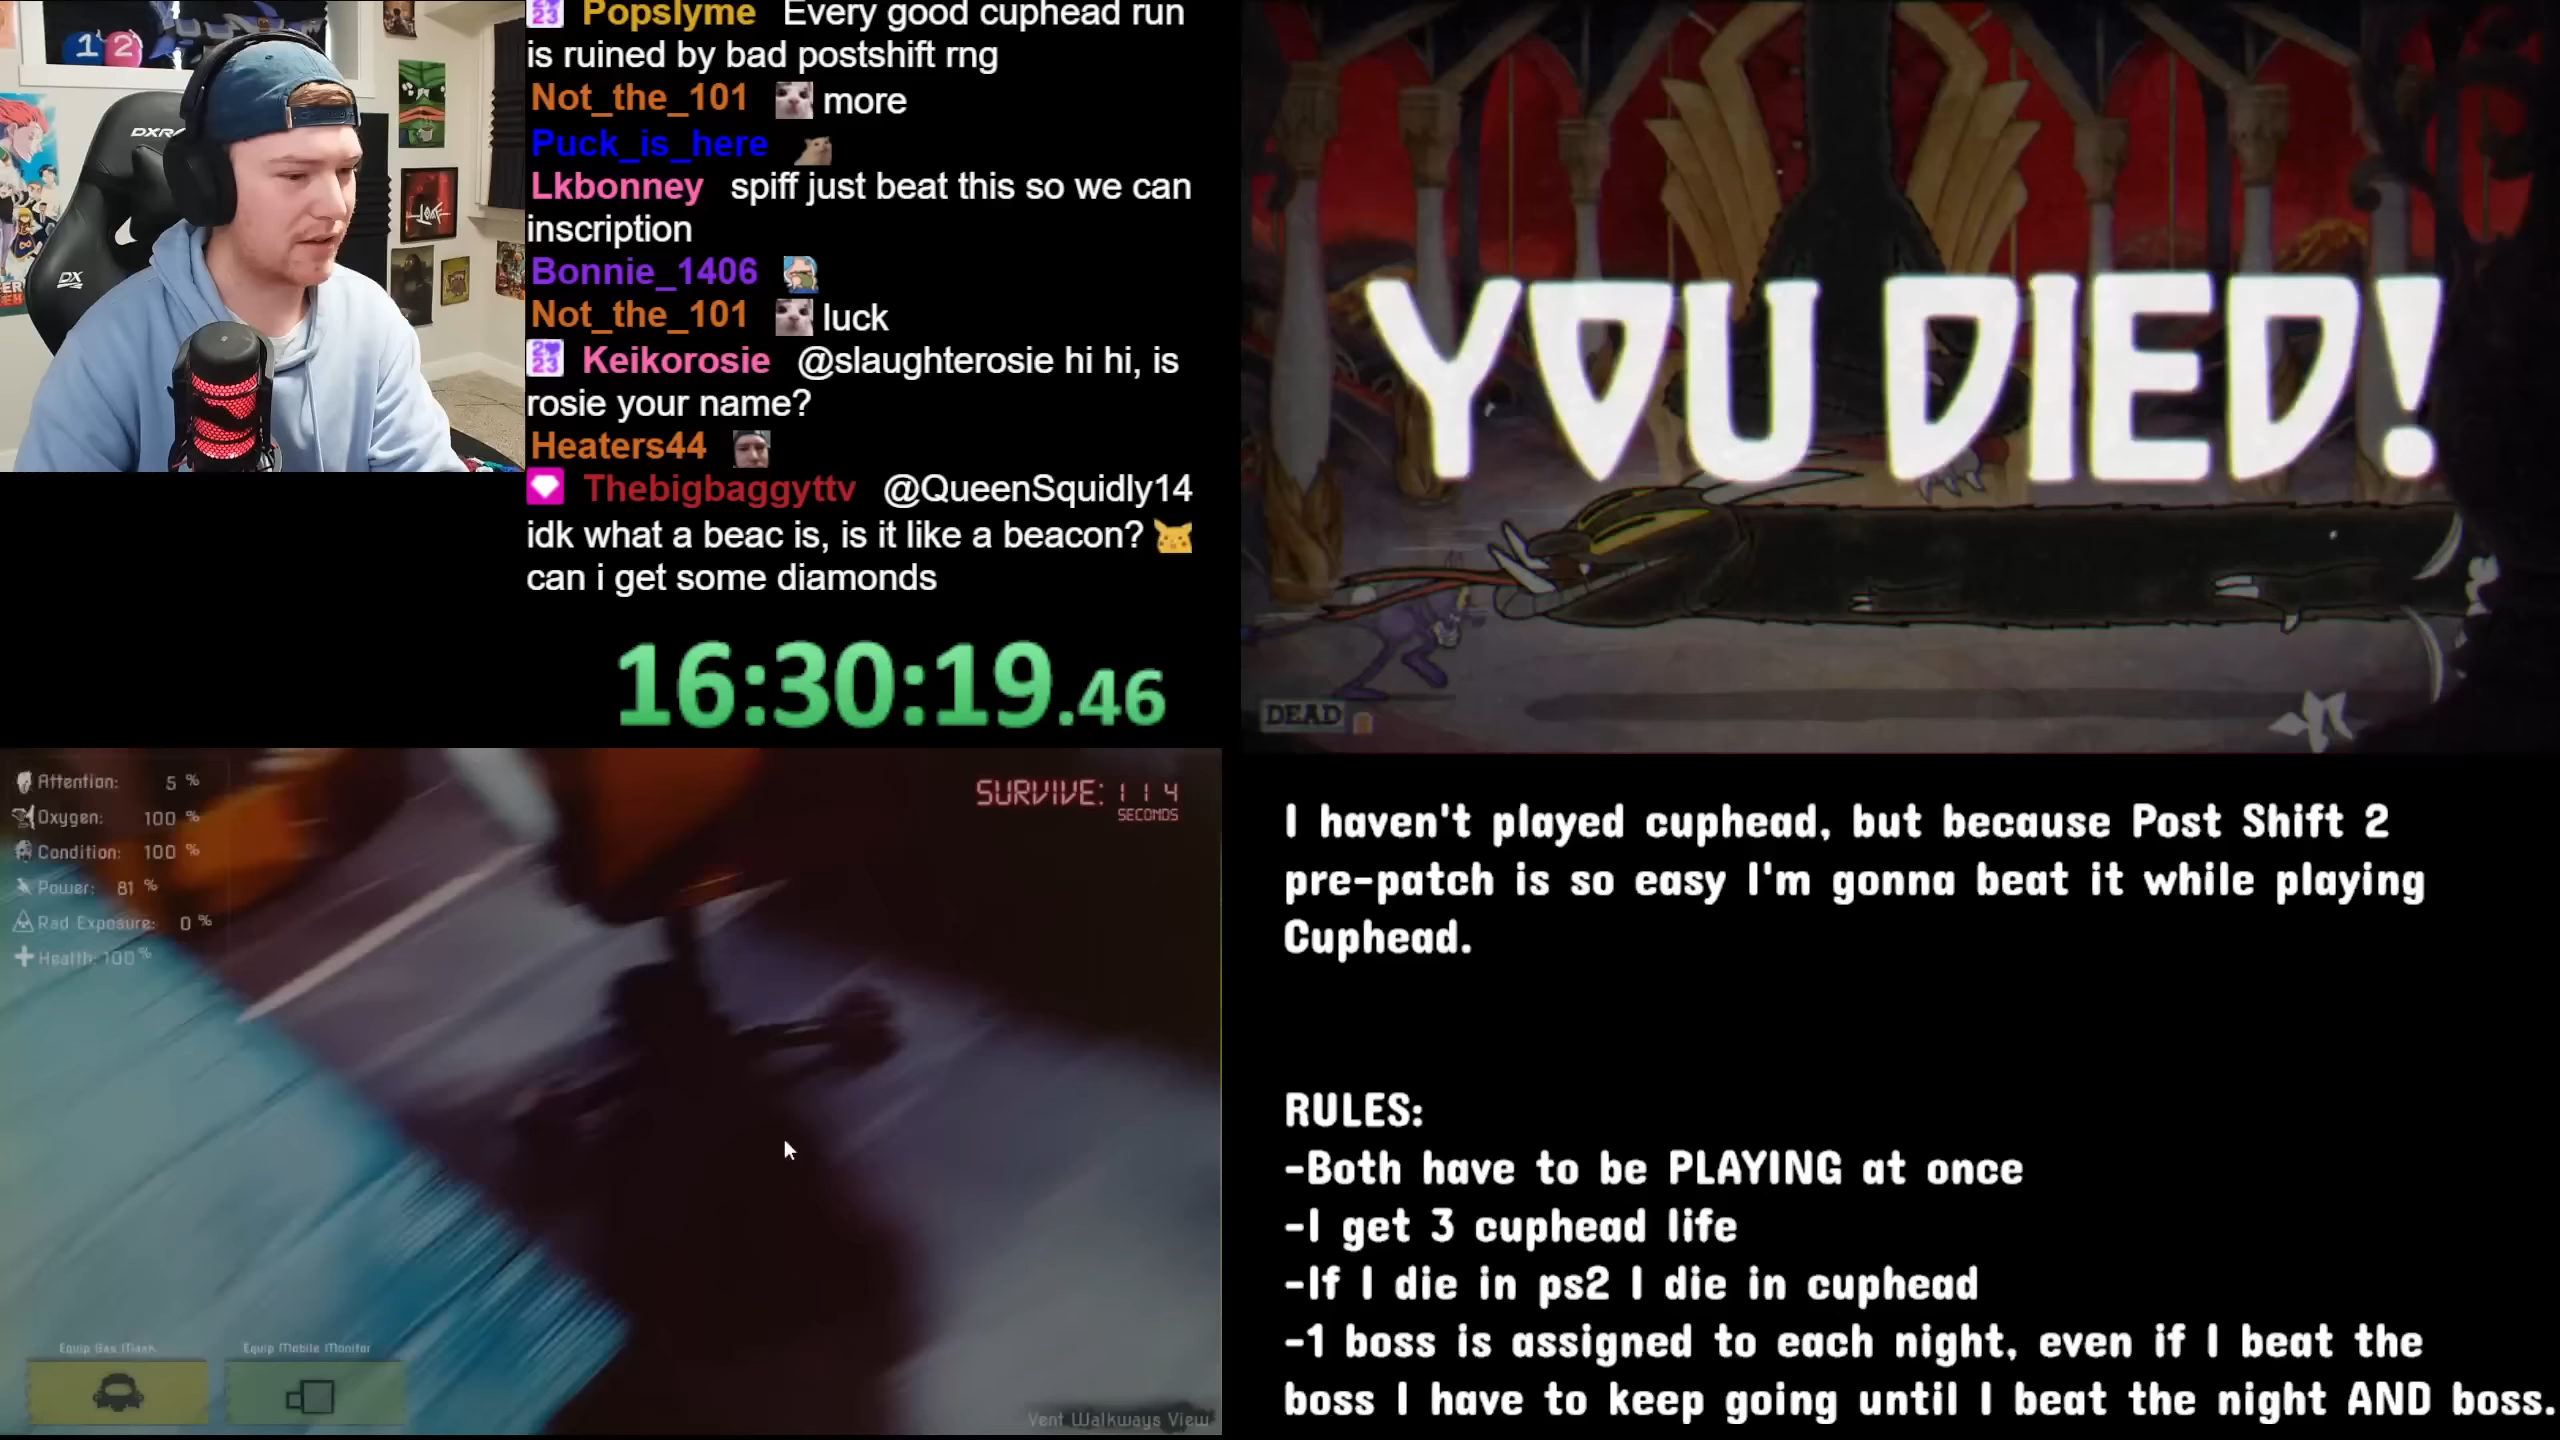 1 2
DXR
DX
23 Popslyme Every good cuphead run
is ruined by bad postshift rng
Not_the_101 more
Puck_is_here
Lkbonney spiff just beat this so we can
inscription
Bonnie_1406
Not_the_101 luck
23 Keikorosie @slaughterosie hi hi, is
rosie your name?
Heaters44
Thebigbaggyttv @QueenSquidly14
idk what a beac is, is it like a beacon?
can i get some diamonds
16:30:19.46
YOU DIED!
DEAD
Attention: 5 %
Oxygen: 100 %
Condition: 100 %
Power: 81 %
Rad Exposure: 0 %
Health: 100 %
SURVIVE: 114
SECONDS
Equip Gas Mask
Equip Mobile Monitor
Vent Walkways View
I haven't played cuphead, but because Post Shift 2
pre-patch is so easy I'm gonna beat it while playing
Cuphead.
RULES:
-Both have to be PLAYING at once
-I get 3 cuphead life
-If I die in ps2 I die in cuphead
-1 boss is assigned to each night, even if I beat the
boss I have to keep going until I beat the night AND boss.